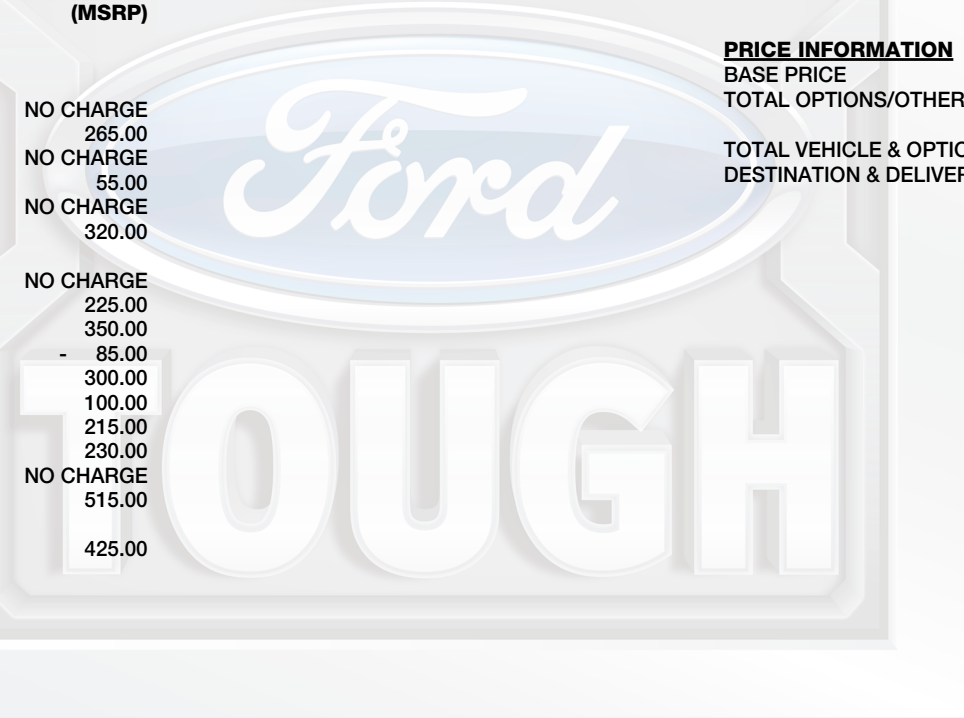 (MSRP)
NO CHARGE
265.00
NO CHARGE
55.00
NO CHARGE
320.00
NO CHARGE
225.00
350.00
- 85.00
300.00
100.00
215.00
230.00
NO CHARGE
515.00
425.00
PRICE INFORMATION
BASE PRICE
TOTAL OPTIONS/OTHER
TOTAL VEHICLE & OPTIO
DESTINATION & DELIVER
Ford
TOUGH